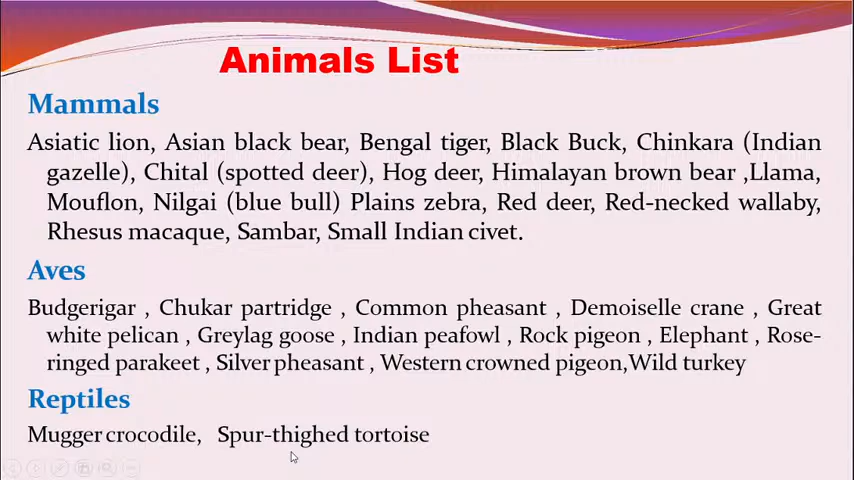 Animals List
Mammals
Asiatic lion, Asian black bear, Bengal tiger, Black Buck, Chinkara (Indian
gazelle), Chital (spotted deer), Hog deer, Himalayan brown bear ,Llama,
Mouflon, Nilgai (blue bull) Plains zebra, Red deer, Red-necked wallaby,
Rhesus macaque, Sambar, Small Indian civet.
Aves
Budgerigar , Chukar partridge , Common pheasant , Demoiselle crane , Great
white pelican , Greylag goose , Indian peafowl , Rock pigeon , Elephant , Rose-
ringed parakeet , Silver pheasant , Western crowned pigeon,Wild turkey
Reptiles
Mugger crocodile, Spur-thighed tortoise